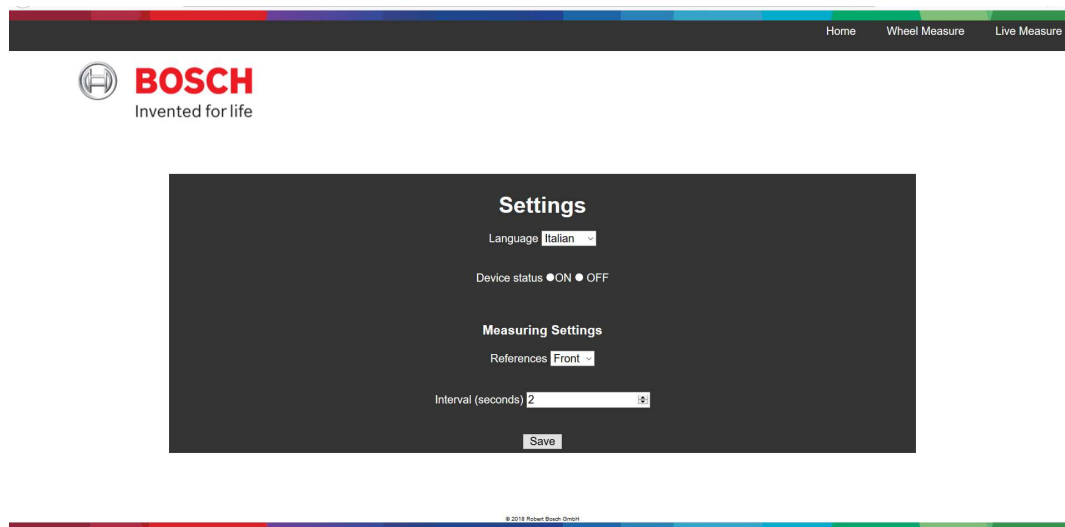 Home Wheel Measure Live Measure
BOSCH
Invented for life
Settings
Language Italian
Device status ON OFF
Measuring Settings
References Front
Interval (seconds) 2
Save
© 2018 Robert Bosch GmbH